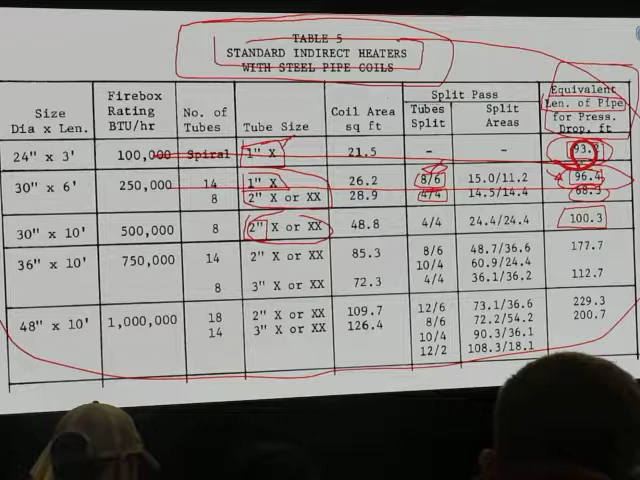 TABLE 5
STANDARD INDIRECT HEATERS
WITH STEEL PIPE COILS
Size Dia x Len. | Firebox Rating BTU/hr | No. of Tubes | Tube Size | Coil Area sq ft | Split Pass Tubes Split | Split Areas | Equivalent Len. of Pipe for Press. Drop, ft
24" x 3' 100,000 Spiral 1" X 21.5 - - 93.2
30" x 6' 250,000 14 1" X 26.2 8/6 15.0/11.2 96.4
8 2" X or XX 28.9 4/4 14.5/14.4 68.3
30" x 10' 500,000 8 2" X or XX 48.8 4/4 24.4/24.4 100.3
36" x 10' 750,000 14 2" X or XX 85.3 8/6 48.7/36.6 177.7
10/4 60.9/24.4
8 3" X or XX 72.3 4/4 36.1/36.2 112.7
48" x 10' 1,000,000 18 2" X or XX 109.7 12/6 73.1/36.6 229.3
14 3" X or XX 126.4 8/6 72.2/54.2 200.7
10/4 90.3/36.1
12/2 108.3/18.1